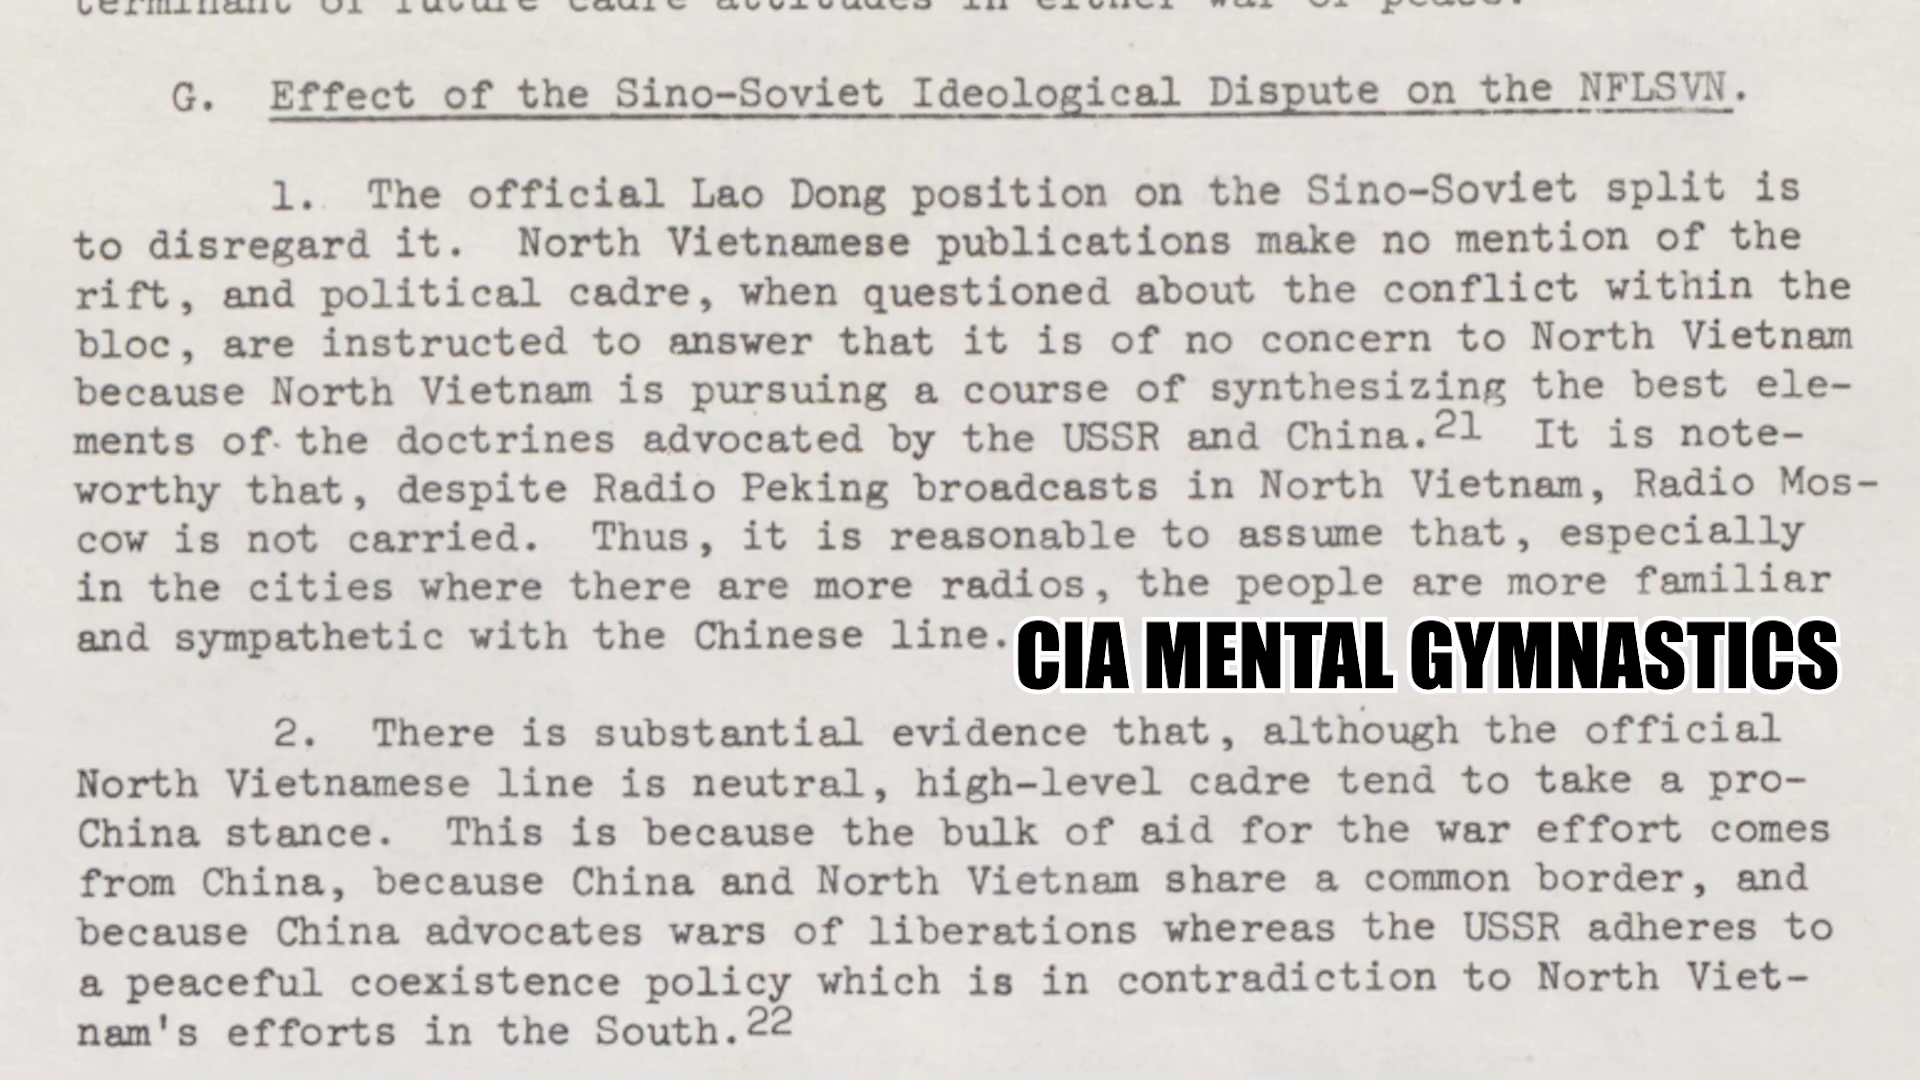 terminant of future cadre attitudes in either war or peace.
G. Effect of the Sino-Soviet Ideological Dispute on the NFLSVN.
1. The official Lao Dong position on the Sino-Soviet split is
to disregard it. North Vietnamese publications make no mention of the
rift, and political cadre, when questioned about the conflict within the
bloc, are instructed to answer that it is of no concern to North Vietnam
because North Vietnam is pursuing a course of synthesizing the best ele-
ments of the doctrines advocated by the USSR and China.21 It is note-
worthy that, despite Radio Peking broadcasts in North Vietnam, Radio Mos-
cow is not carried. Thus, it is reasonable to assume that, especially
in the cities where there are more radios, the people are more familiar
and sympathetic with the Chinese line.
CIA MENTAL GYMNASTICS
2. There is substantial evidence that, although the official
North Vietnamese line is neutral, high-level cadre tend to take a pro-
China stance. This is because the bulk of aid for the war effort comes
from China, because China and North Vietnam share a common border, and
because China advocates wars of liberations whereas the USSR adheres to
a peaceful coexistence policy which is in contradiction to North Viet-
nam's efforts in the South.22